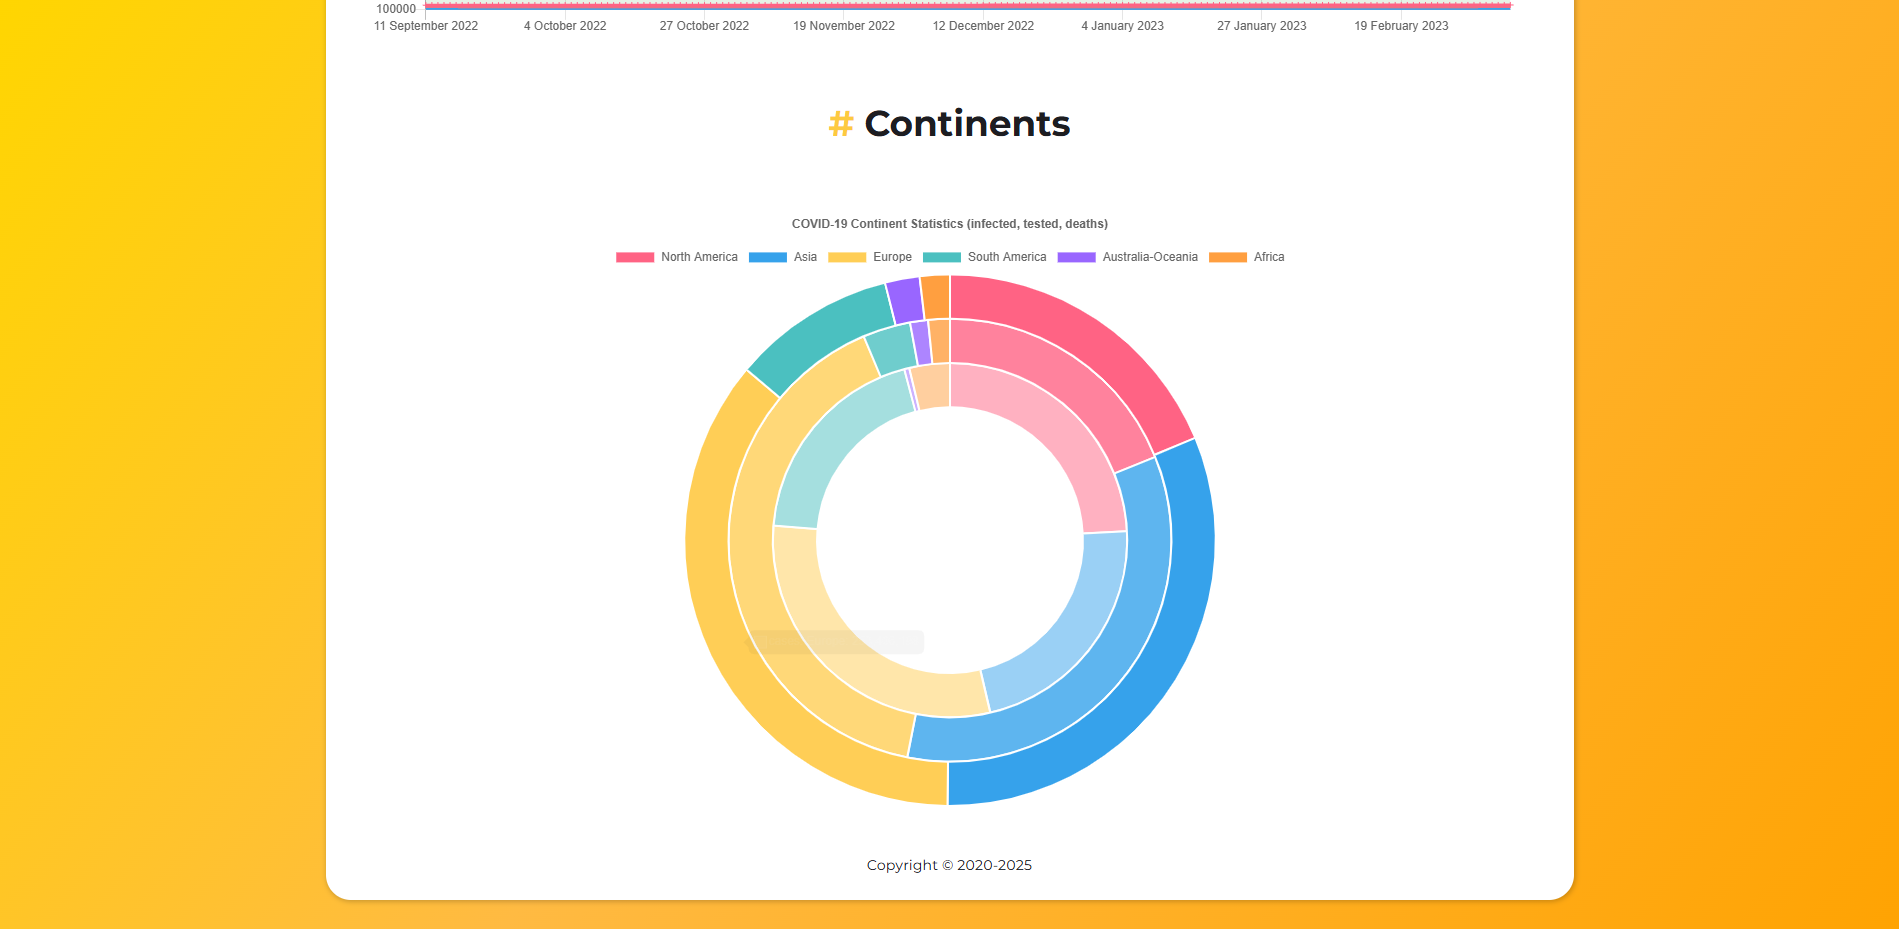 100000
11 September 2022 4 October 2022 27 October 2022 19 November 2022 12 December 2022 4 January 2023 27 January 2023 19 February 2023
# Continents
COVID-19 Continent Statistics (infected, tested, deaths)
North America Asia Europe South America Australia-Oceania Africa
Copyright © 2020-2025